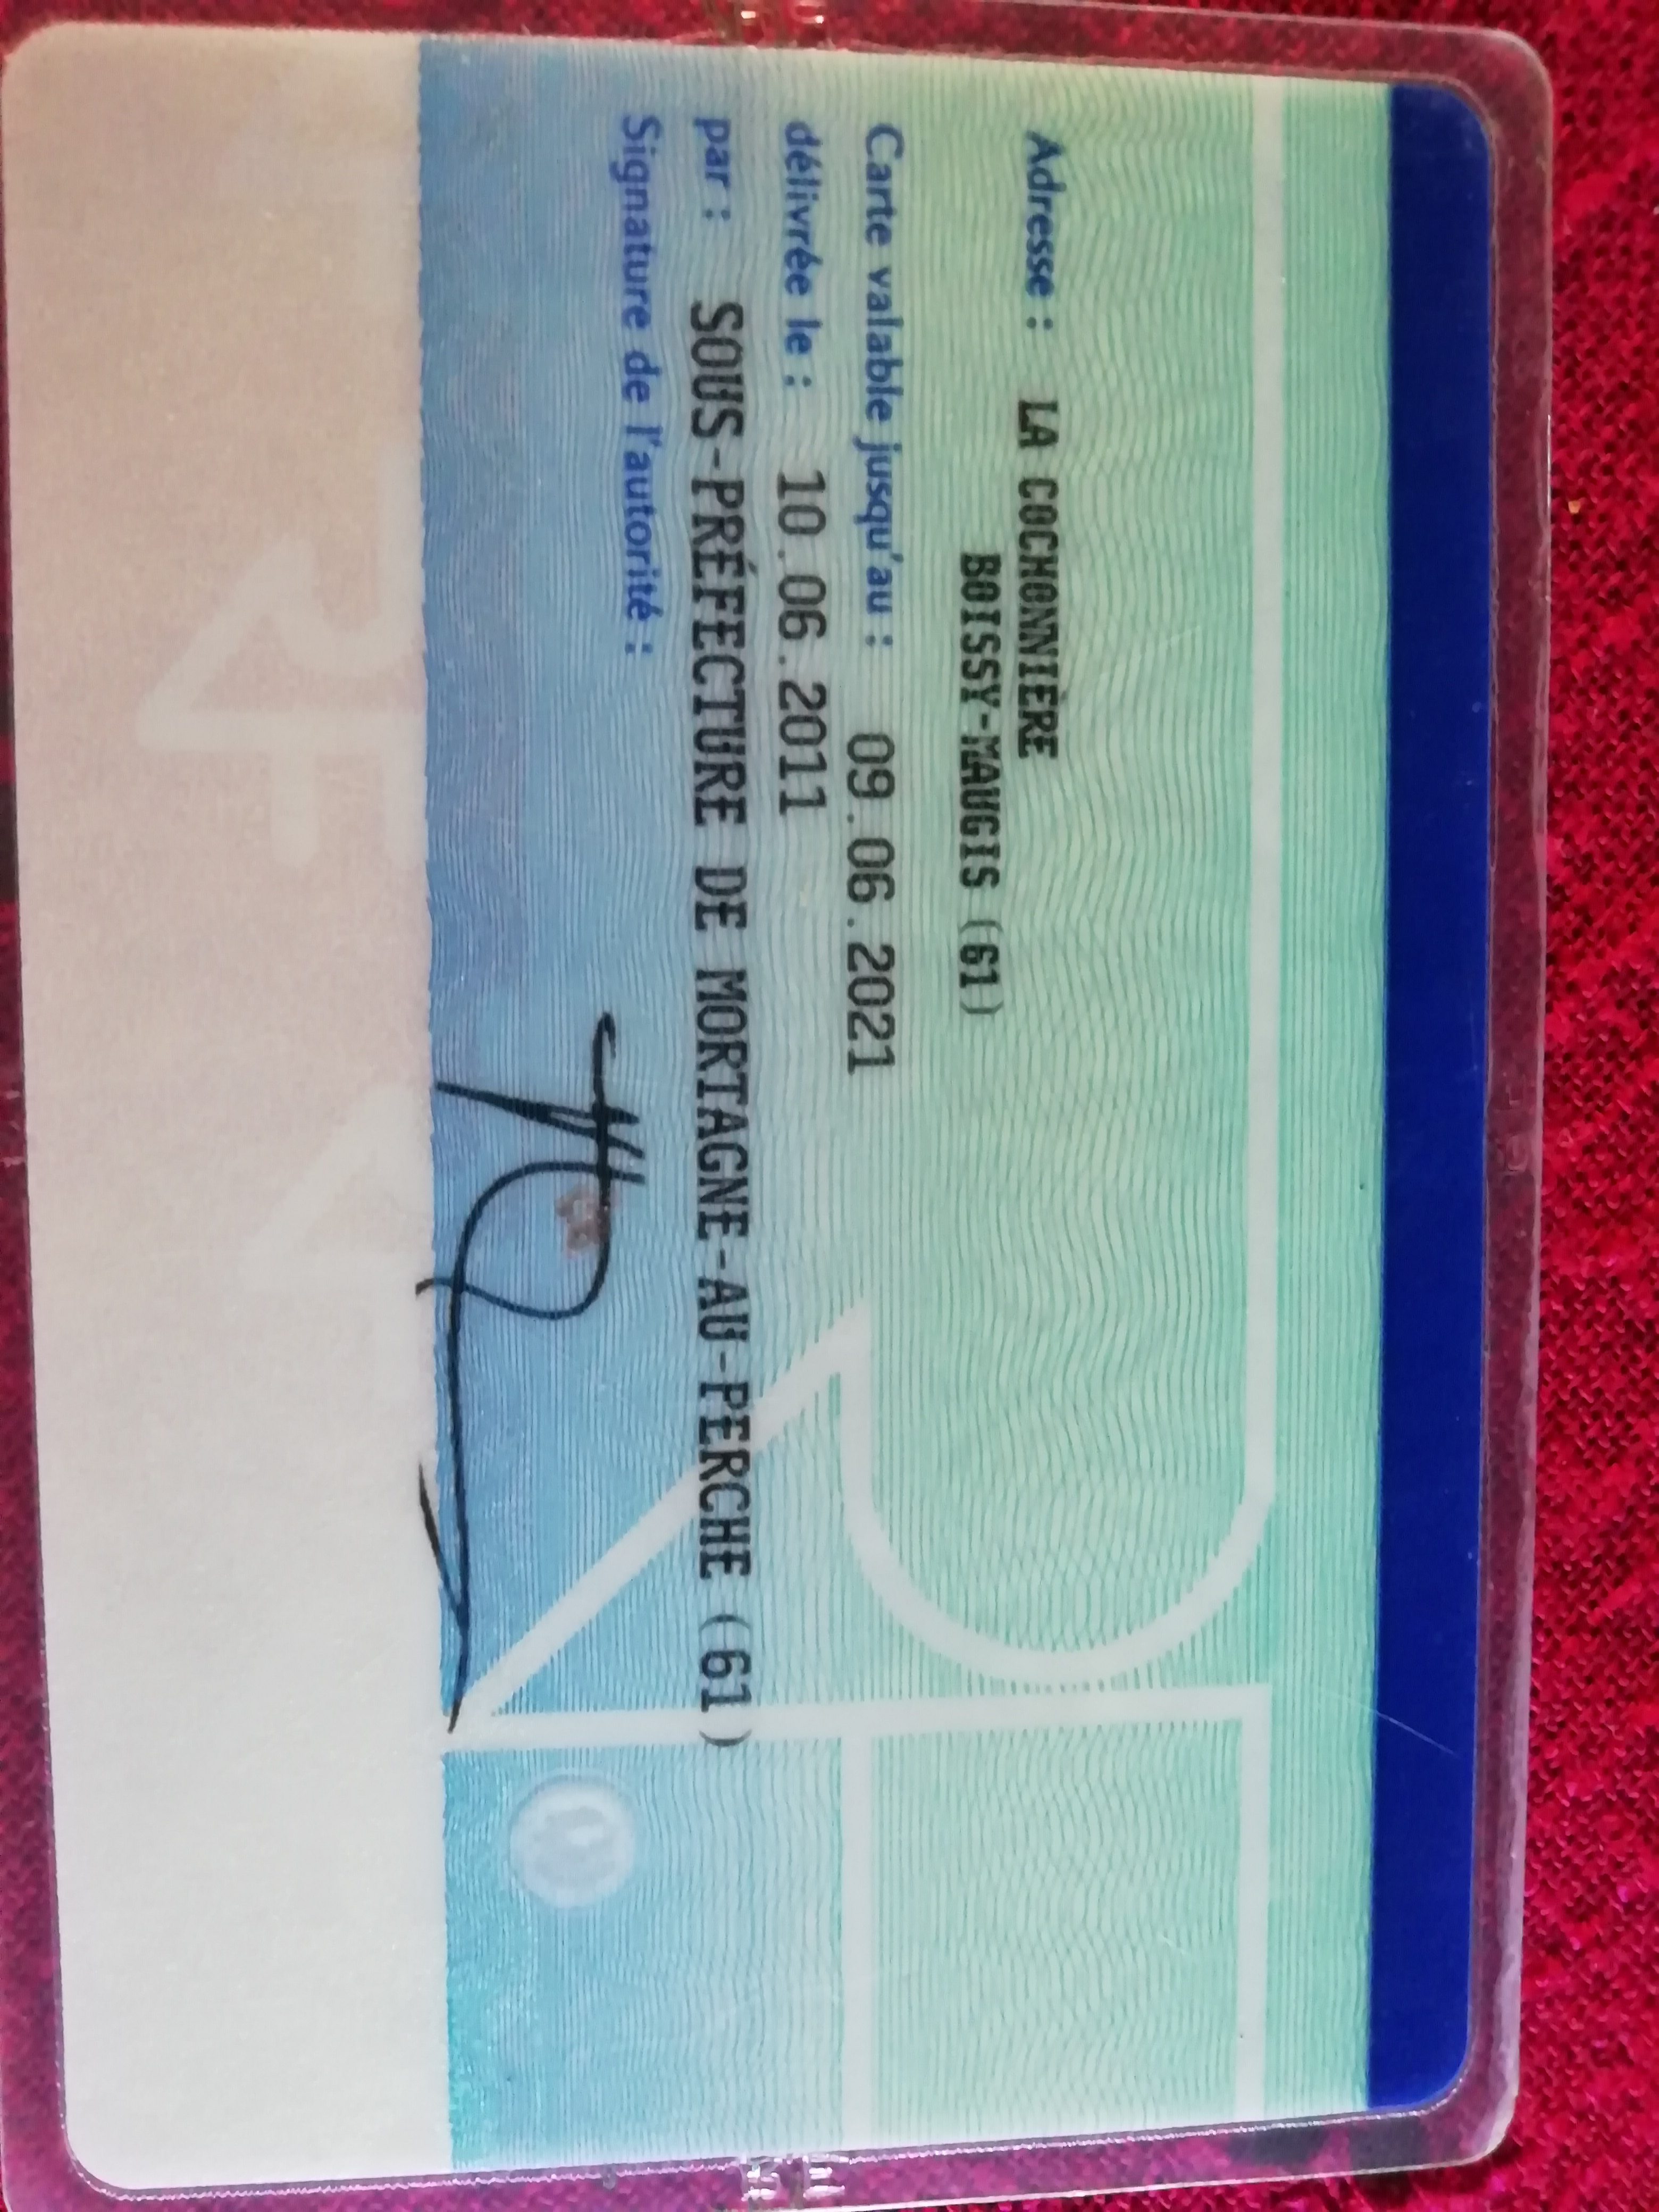 Adresse : LA COCHONNIÈRE
BOISSY-MAUGIS (61)
Carte valable jusqu'au : 09.06.2021
délivrée le : 10.06.2011
par : SOUS-PRÉFECTURE DE MORTAGNE-AU-PERCHE (61)
Signature de l'autorité :
RF